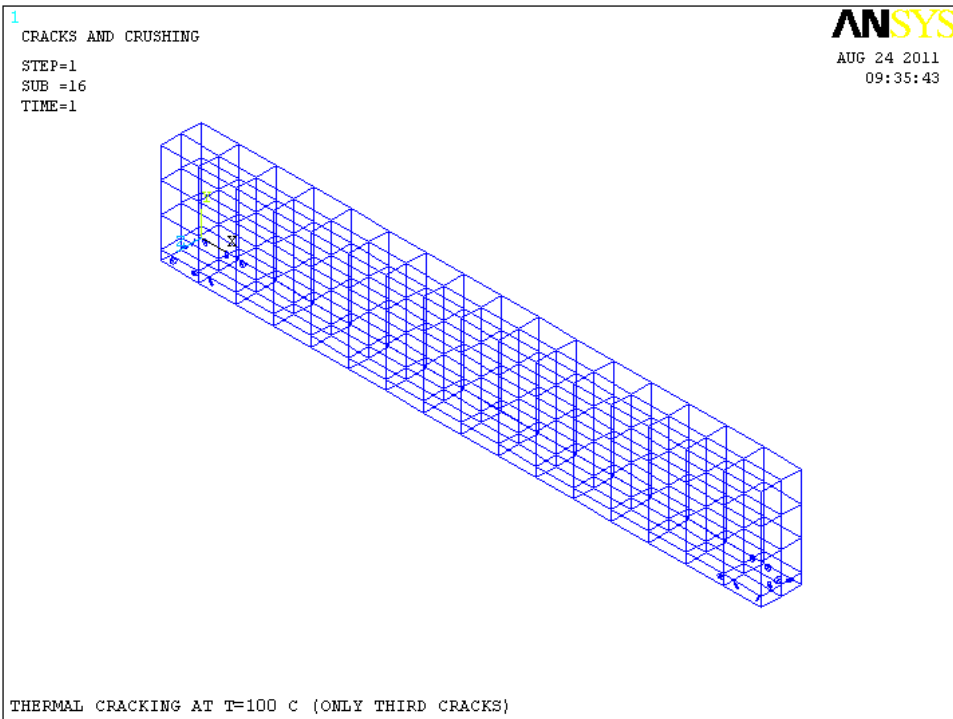 1
CRACKS AND CRUSHING
STEP=1
SUB =16
TIME=1
ANSYS
AUG 24 2011
09:35:43
X
THERMAL CRACKING AT T=100 C (ONLY THIRD CRACKS)